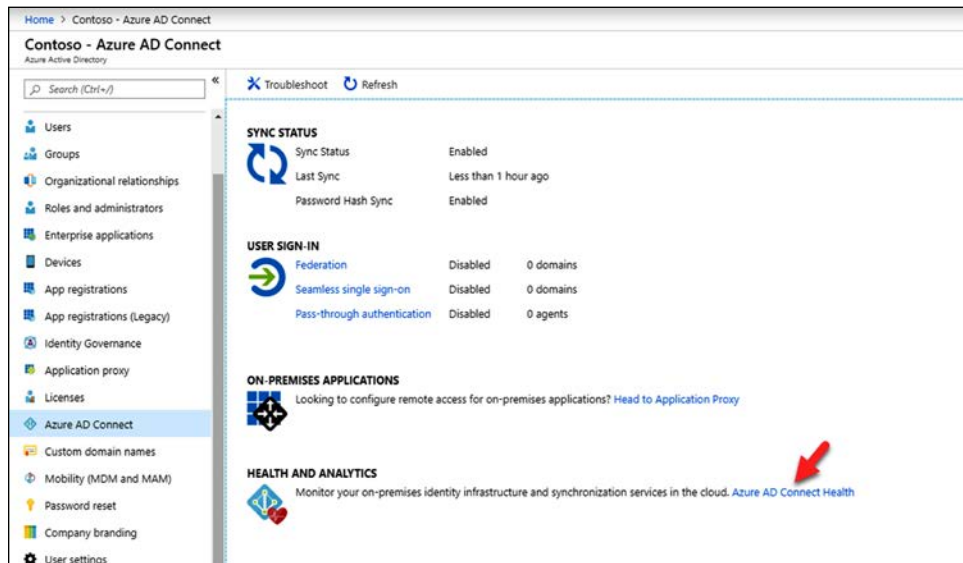 Home > Contoso - Azure AD Connect
Contoso - Azure AD Connect
Azure Active Directory
Search (Ctrl+/)
«
Users
Groups
Organizational relationships
Roles and administrators
Enterprise applications
Devices
App registrations
App registrations (Legacy)
Identity Governance
Application proxy
Licenses
Azure AD Connect
Custom domain names
Mobility (MDM and MAM)
Password reset
Company branding
User settings
Troubleshoot Refresh
SYNC STATUS
Sync Status Enabled
Last Sync Less than 1 hour ago
Password Hash Sync Enabled
USER SIGN-IN
Federation Disabled 0 domains
Seamless single sign-on Disabled 0 domains
Pass-through authentication Disabled 0 agents
ON-PREMISES APPLICATIONS
Looking to configure remote access for on-premises applications? Head to Application Proxy
HEALTH AND ANALYTICS
Monitor your on-premises identity infrastructure and synchronization services in the cloud. Azure AD Connect Health